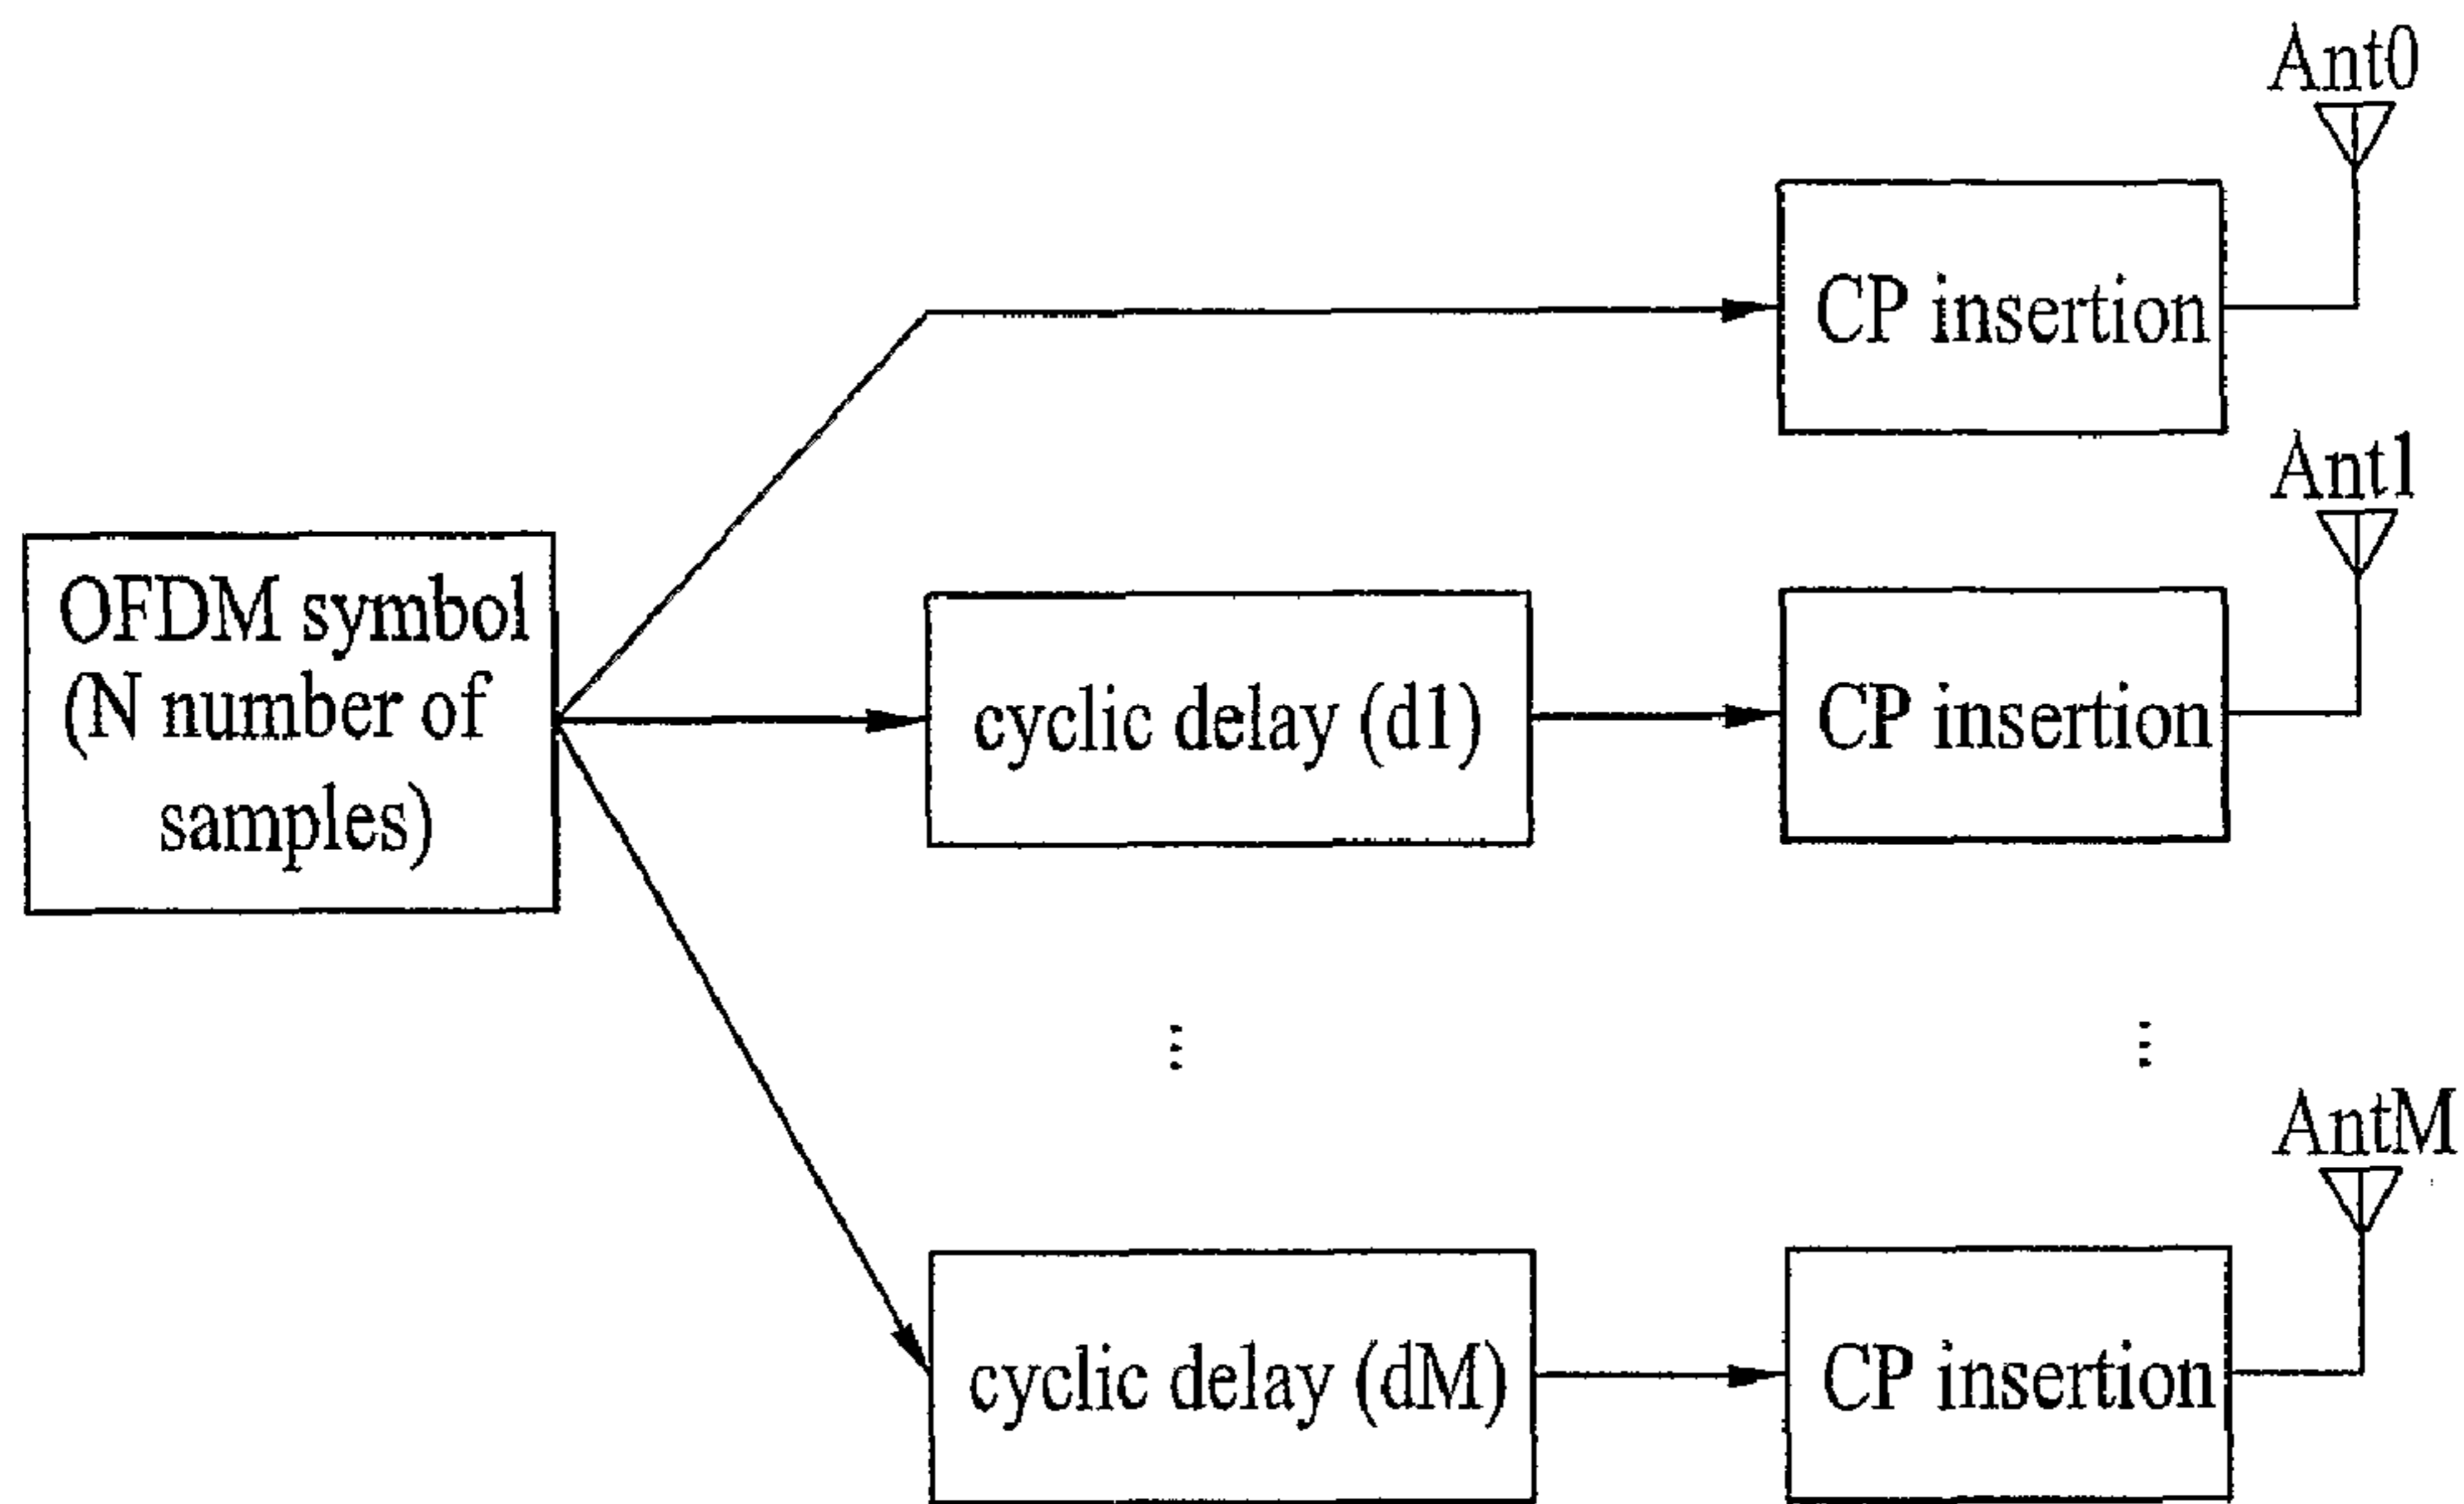 Ant0
CP insertion
Ant1
OFDM symbol
(N number of
samples)
cyclic delay (d1)
CP insertion
AntM
cyclic delay (dM)
CP insertion